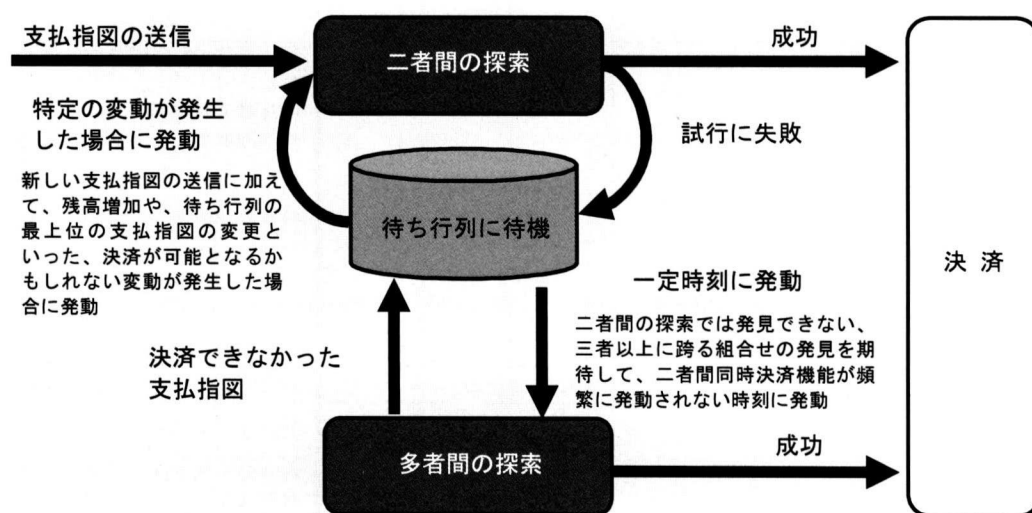 支払指図の送信
二者間の探索
成功
特定の変動が発生
した場合に発動
試行に失敗
新しい支払指図の送信に加え
て、残高増加や、待ち行列の
最上位の支払指図の変更と
いった、決済が可能となるか
もしれない変動が発生した場
合に発動
待ち行列に待機
決済
一定時刻に発動
二者間の探索では発見できない、
三者以上に跨る組合せの発見を期
待して、二者間同時決済機能が頻
繁に発動されない時刻に発動
決済できなかった
支払指図
多者間の探索
成功